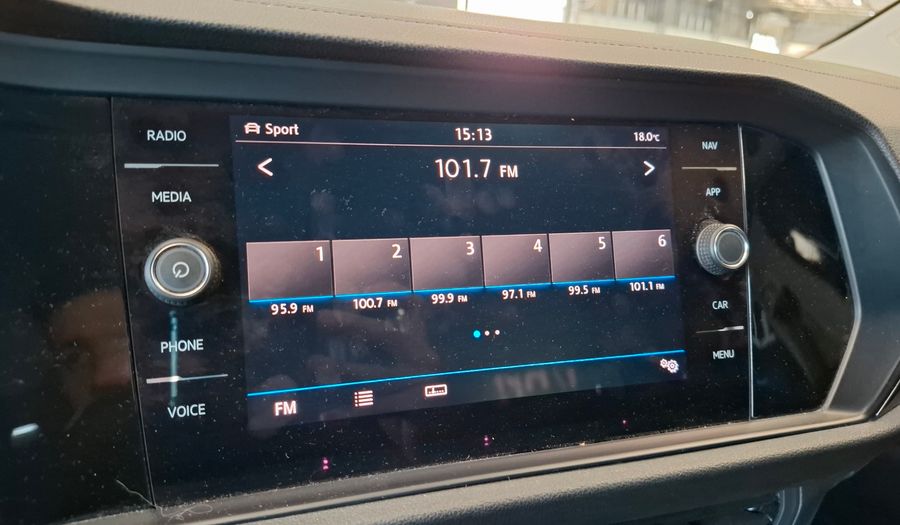 RADIO
MEDIA
PHONE
VOICE
Sport 15:13 18.0°C
< 101.7 FM >
1 2 3 4 5 6
95.9 FM 100.7 FM 99.9 FM 97.1 FM 99.5 FM 101.1 FM
FM
NAV
APP
CAR
MENU